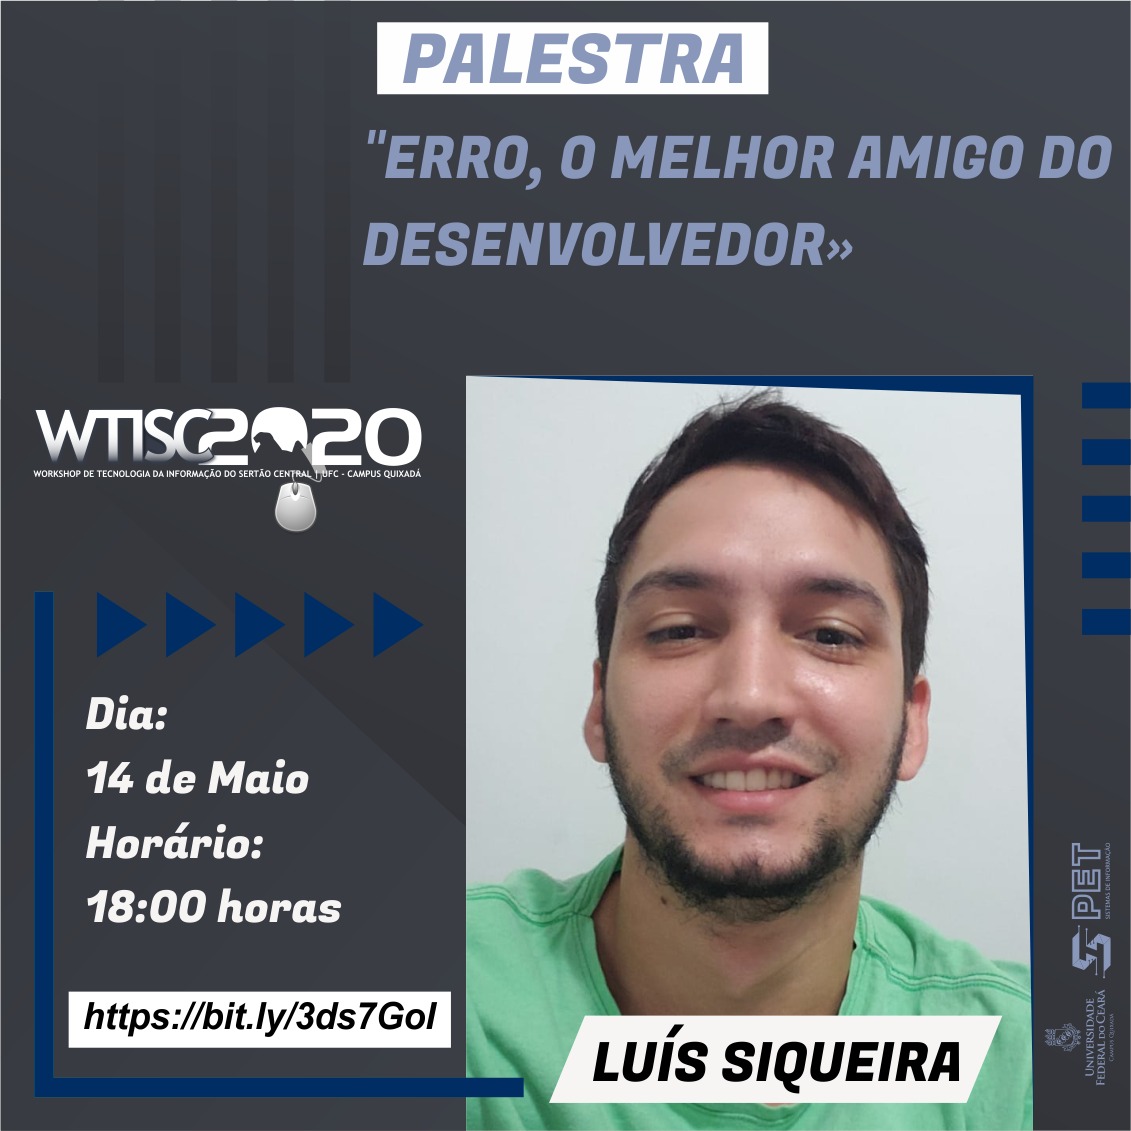 PALESTRA
"ERRO, O MELHOR AMIGO DO
DESENVOLVEDOR»
WTISC2020
WORKSHOP DE TECNOLOGIA DA INFORMAÇÃO DO SERTÃO CENTRAL | UFC - CAMPUS QUIXADÁ
Dia:
14 de Maio
Horário:
18:00 horas
https://bit.ly/3ds7Gol
LUÍS SIQUEIRA
PET
SISTEMAS DE INFORMAÇÃO
UNIVERSIDADE
FEDERAL DO CEARÁ
CAMPUS QUIXADÁ